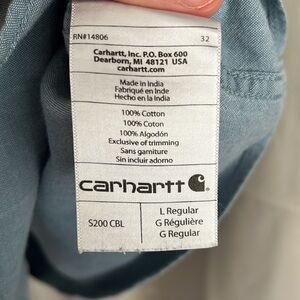 RN#14806 32
Carhartt, Inc. P.O. Box 600
Dearborn, MI 48121 USA
carhartt.com
Made in India
Fabriqué en Inde
Hecho en la India
100% Cotton
100% Coton
100% Algodón
Exclusive of trimming
Sans garniture
Sin incluir adorno
carhartt
S200 CBL
L Regular
G Régulière
G Regular